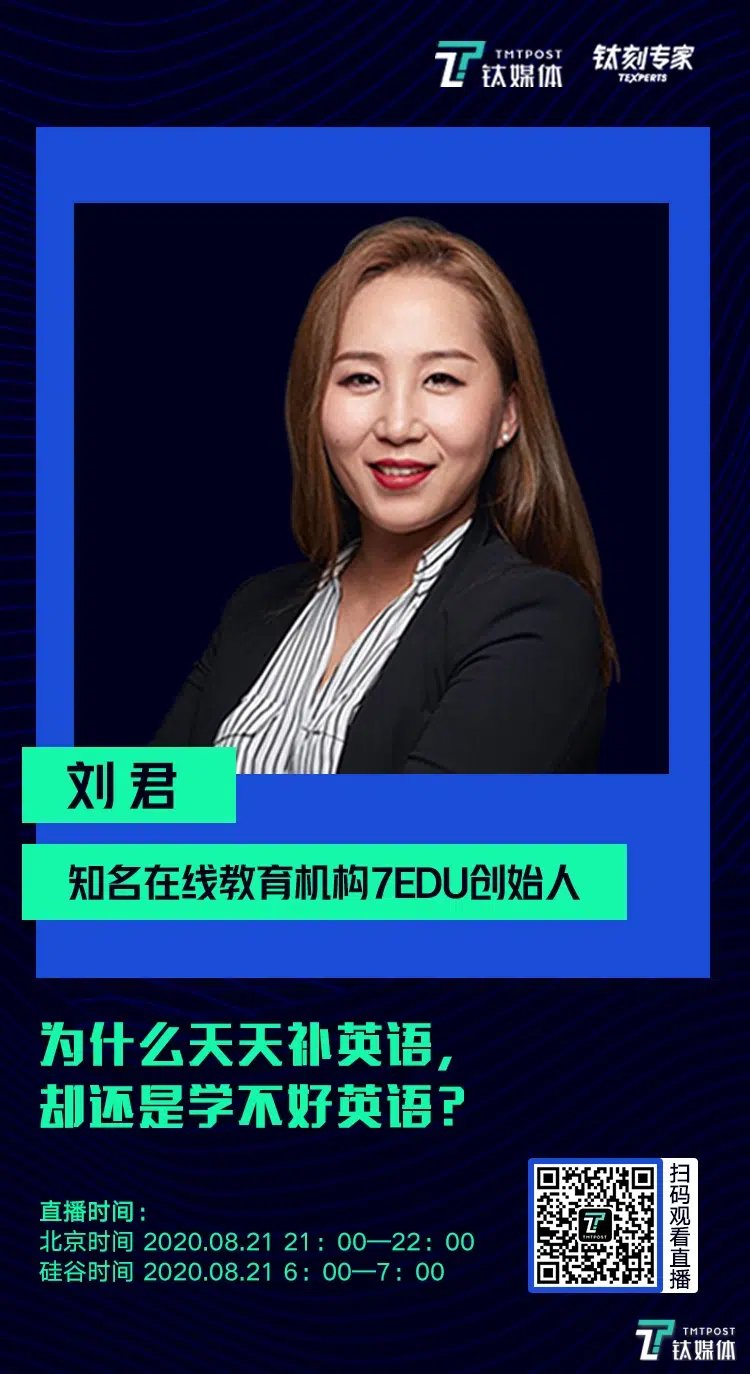 TMTPOST
钛媒体
钛刻专家
TEXPERTS
刘君
知名在线教育机构7EDU创始人
为什么天天补英语，
却还是学不好英语？
直播时间：
北京时间 2020.08.21 21：00—22：00
硅谷时间 2020.08.21 6：00—7：00
TMTPOST
扫码观看直播
TMTPOST
钛媒体